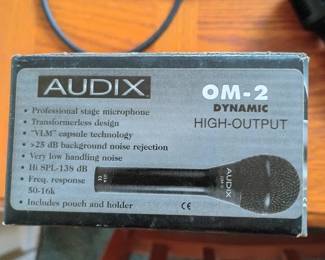 AUDIX
OM-2
DYNAMIC
HIGH-OUTPUT
• Professional stage microphone
• Transformerless design
• "VLM" capsule technology
• >25 dB background noise rejection
• Very low handling noise
• Hi SPL-138 dB
• Freq. response
50-16k
• Includes pouch and holder
AUDIX
CE